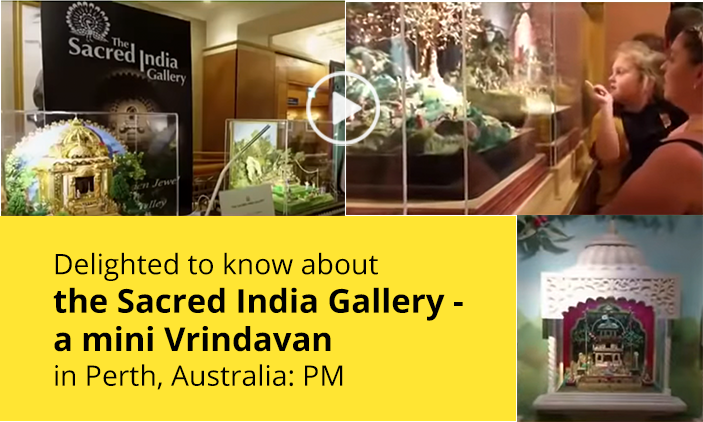 The
Sacred India
Gallery
Delighted to know about
the Sacred India Gallery -
a mini Vrindavan
in Perth, Australia: PM